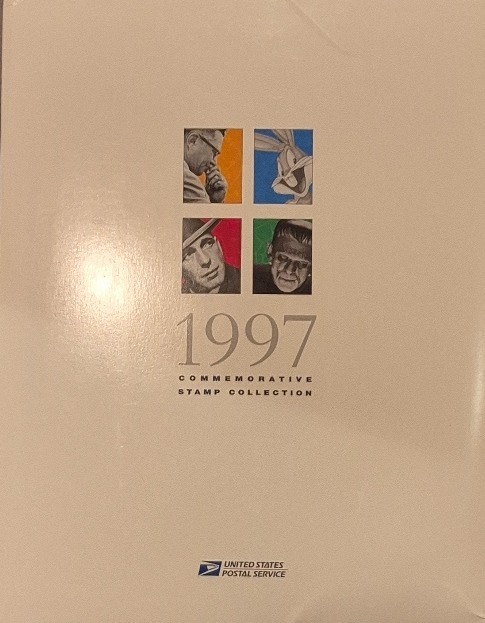 1997
COMMEMORATIVE
STAMP COLLECTION
UNITED STATES
POSTAL SERVICE